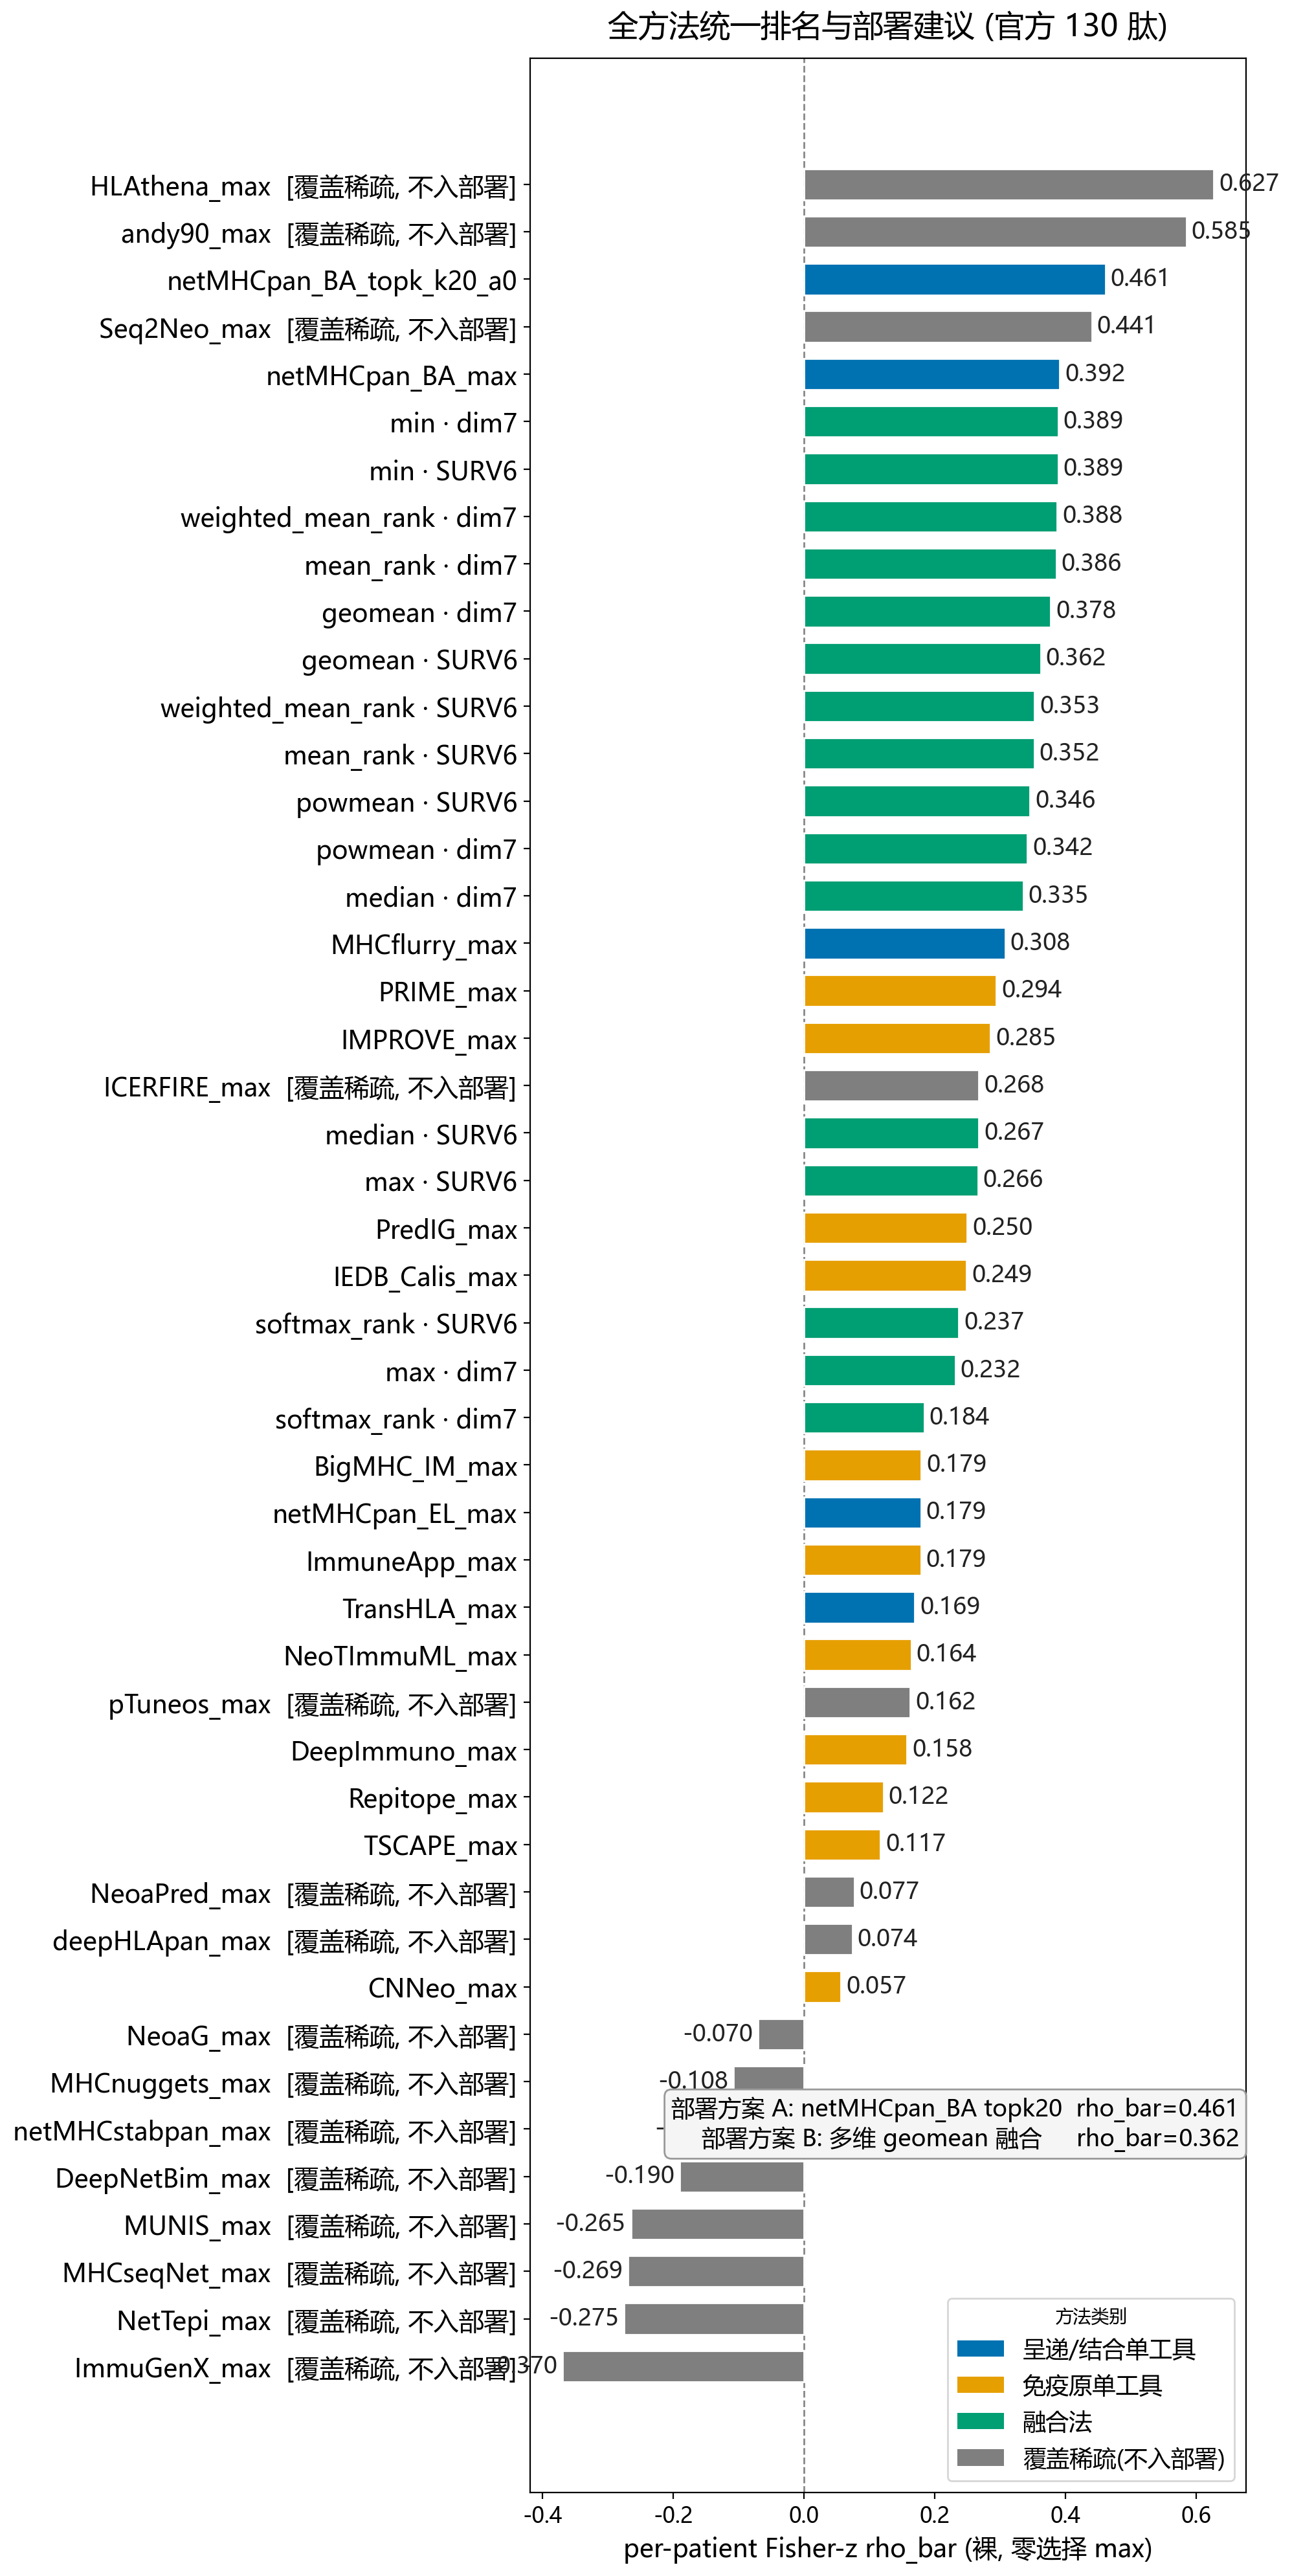 全方法统一排名与部署建议 (官方 130 肽)
HLAthena_max [覆盖稀疏, 不入部署] 0.627
andy90_max [覆盖稀疏, 不入部署] 0.585
netMHCpan_BA_topk_k20_a0 0.461
Seq2Neo_max [覆盖稀疏, 不入部署] 0.441
netMHCpan_BA_max 0.392
min · dim7 0.389
min · SURV6 0.389
weighted_mean_rank · dim7 0.388
mean_rank · dim7 0.386
geomean · dim7 0.378
geomean · SURV6 0.362
weighted_mean_rank · SURV6 0.353
mean_rank · SURV6 0.352
powmean · SURV6 0.346
powmean · dim7 0.342
median · dim7 0.335
MHCflurry_max 0.308
PRIME_max 0.294
IMPROVE_max 0.285
ICERFIRE_max [覆盖稀疏, 不入部署] 0.268
median · SURV6 0.267
max · SURV6 0.266
PredIG_max 0.250
IEDB_Calis_max 0.249
softmax_rank · SURV6 0.237
max · dim7 0.232
softmax_rank · dim7 0.184
BigMHC_IM_max 0.179
netMHCpan_EL_max 0.179
ImmuneApp_max 0.179
TransHLA_max 0.169
NeoTImmuML_max 0.164
pTuneos_max [覆盖稀疏, 不入部署] 0.162
DeepImmuno_max 0.158
Repitope_max 0.122
TSCAPE_max 0.117
NeoaPred_max [覆盖稀疏, 不入部署] 0.077
deepHLApan_max [覆盖稀疏, 不入部署] 0.074
CNNeo_max 0.057
NeoaG_max [覆盖稀疏, 不入部署] -0.070
MHCnuggets_max [覆盖稀疏, 不入部署] -0.108
netMHCstabpan_max [覆盖稀疏, 不入部署]
部署方案 A: netMHCpan_BA topk20 rho_bar=0.461
部署方案 B: 多维 geomean 融合 rho_bar=0.362
DeepNetBim_max [覆盖稀疏, 不入部署] -0.190
MUNIS_max [覆盖稀疏, 不入部署] -0.265
MHCseqNet_max [覆盖稀疏, 不入部署] -0.269
NetTepi_max [覆盖稀疏, 不入部署] -0.275
ImmuGenX_max [覆盖稀疏, 不入部署] -0.370
方法类别
呈递/结合单工具
免疫原单工具
融合法
覆盖稀疏(不入部署)
-0.4 -0.2 0.0 0.2 0.4 0.6
per-patient Fisher-z rho_bar (裸, 零选择 max)